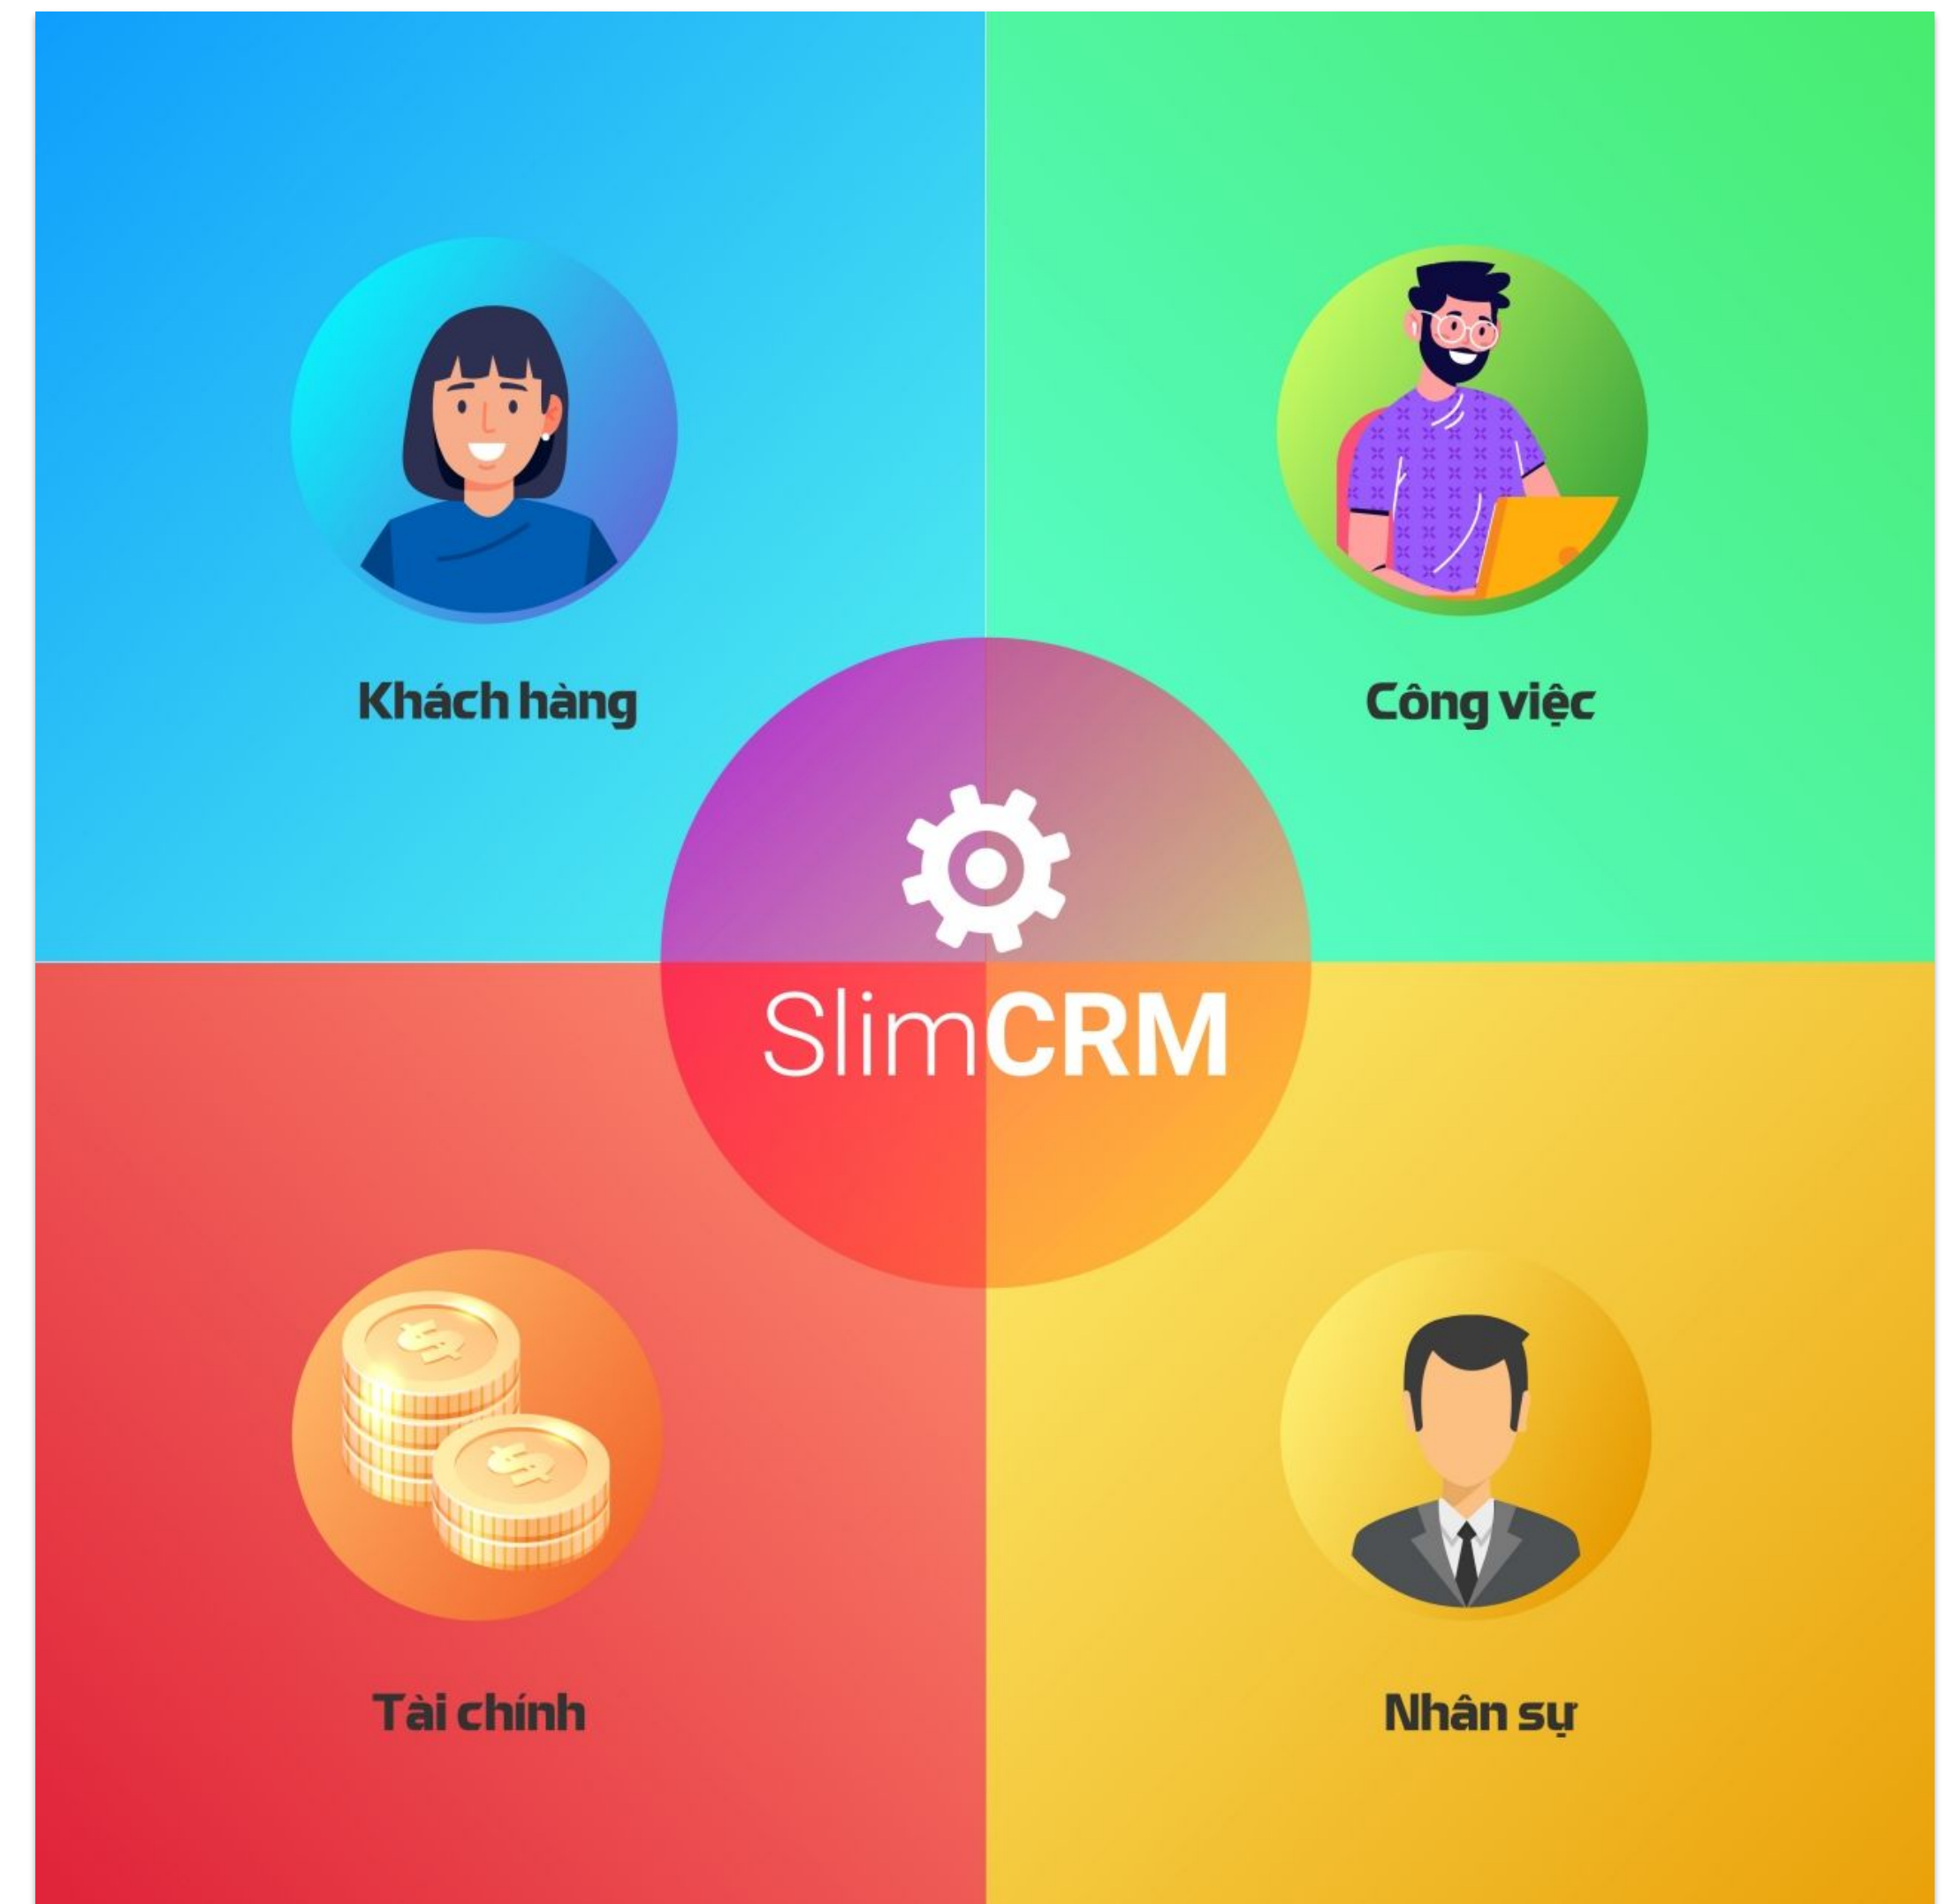 Khách hàng
Công việc
SlimCRM
Tài chính
Nhân sự